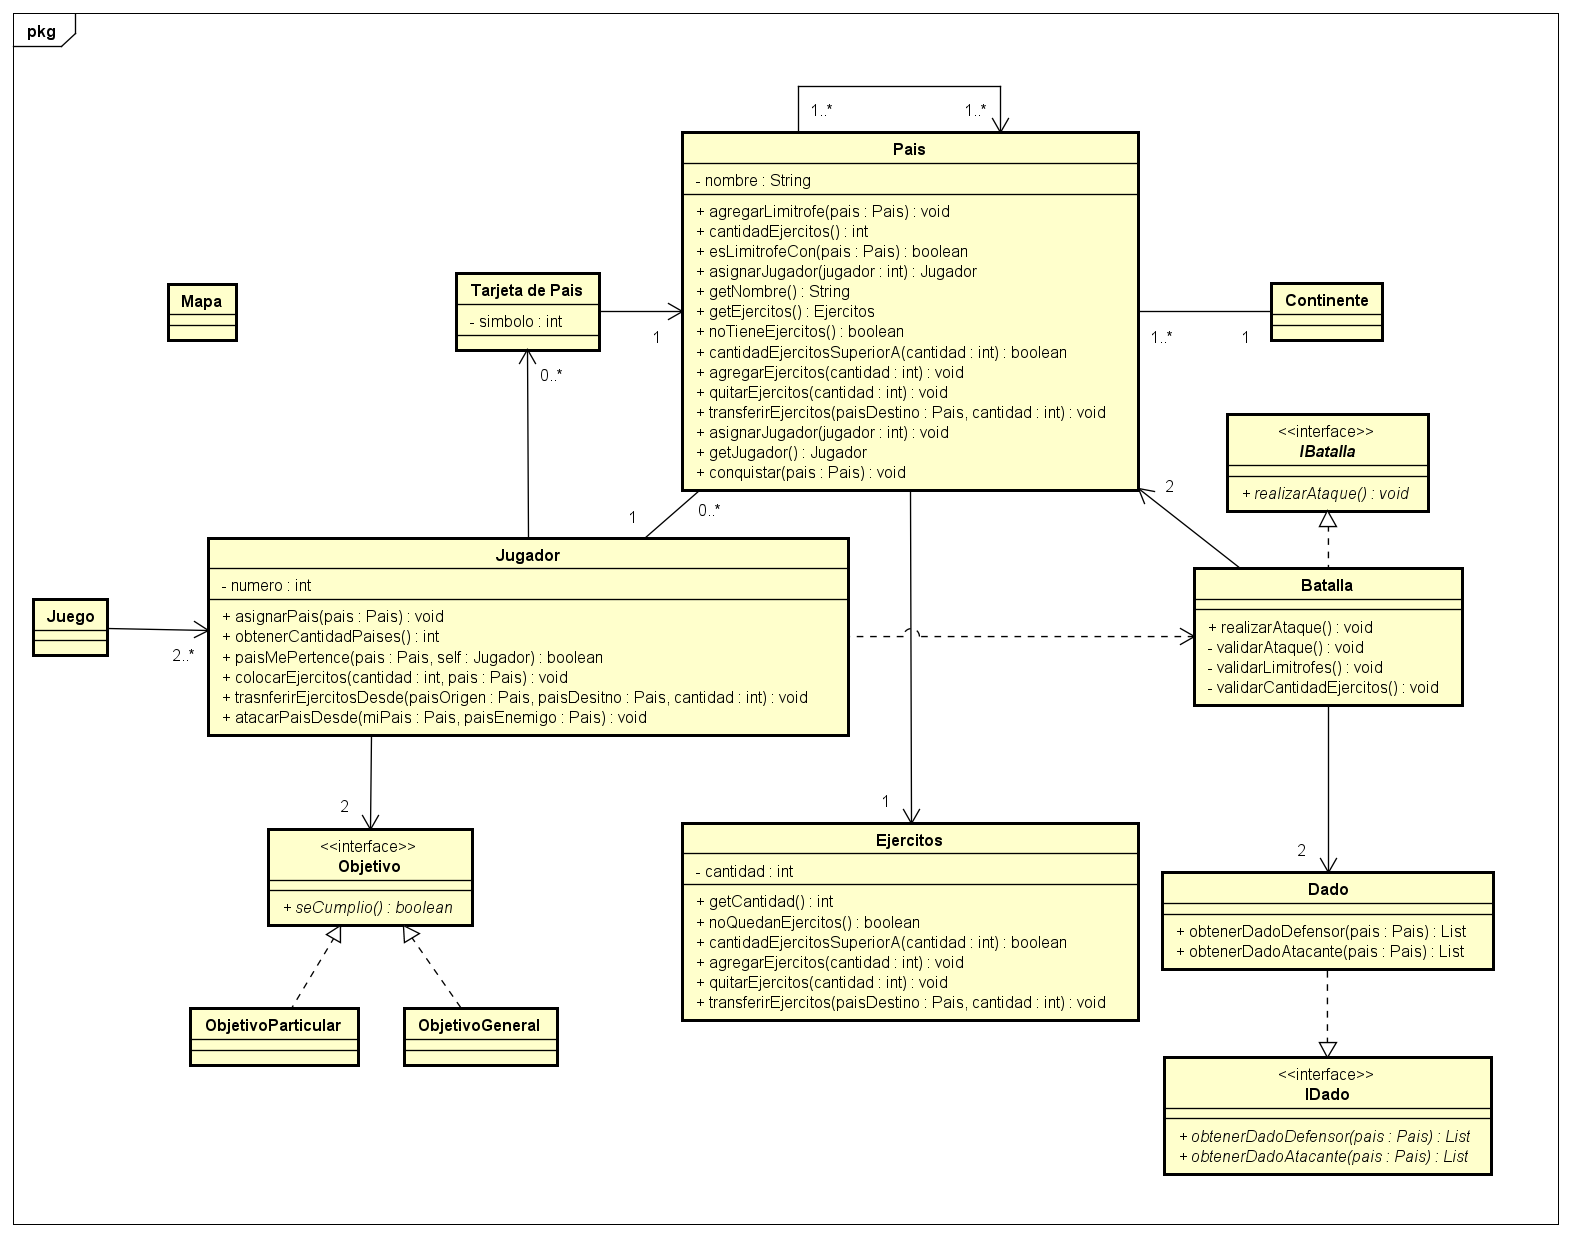 pkg
1..*
1..*
Pais
- nombre : String
+ agregarLimitrofe(pais : Pais) : void
+ cantidadEjercitos() : int
+ esLimitrofeCon(pais : Pais) : boolean
+ asignarJugador(jugador : int) : Jugador
+ getNombre() : String
+ getEjercitos() : Ejercitos
+ noTieneEjercitos() : boolean
+ cantidadEjercitosSuperiorA(cantidad : int) : boolean
+ agregarEjercitos(cantidad : int) : void
+ quitarEjercitos(cantidad : int) : void
+ transferirEjercitos(paisDestino : Pais, cantidad : int) : void
+ asignarJugador(jugador : int) : void
+ getJugador() : Jugador
+ conquistar(pais : Pais) : void
Mapa
Tarjeta de Pais
- simbolo : int
1
0..*
Continente
1..*
1
<<interface>>
IBatalla
+ realizarAtaque() : void
2
1
0..*
Juego
2..*
Jugador
- numero : int
+ asignarPais(pais : Pais) : void
+ obtenerCantidadPaises() : int
+ paisMePertence(pais : Pais, self : Jugador) : boolean
+ colocarEjercitos(cantidad : int, pais : Pais) : void
+ trasnferirEjercitosDesde(paisOrigen : Pais, paisDesitno : Pais, cantidad : int) : void
+ atacarPaisDesde(miPais : Pais, paisEnemigo : Pais) : void
Batalla
+ realizarAtaque() : void
- validarAtaque() : void
- validarLimitrofes() : void
- validarCantidadEjercitos() : void
2
1
2
<<interface>>
Objetivo
+ seCumplio() : boolean
ObjetivoParticular
ObjetivoGeneral
Ejercitos
- cantidad : int
+ getCantidad() : int
+ noQuedanEjercitos() : boolean
+ cantidadEjercitosSuperiorA(cantidad : int) : boolean
+ agregarEjercitos(cantidad : int) : void
+ quitarEjercitos(cantidad : int) : void
+ transferirEjercitos(paisDestino : Pais, cantidad : int) : void
Dado
+ obtenerDadoDefensor(pais : Pais) : List
+ obtenerDadoAtacante(pais : Pais) : List
<<interface>>
IDado
+ obtenerDadoDefensor(pais : Pais) : List
+ obtenerDadoAtacante(pais : Pais) : List